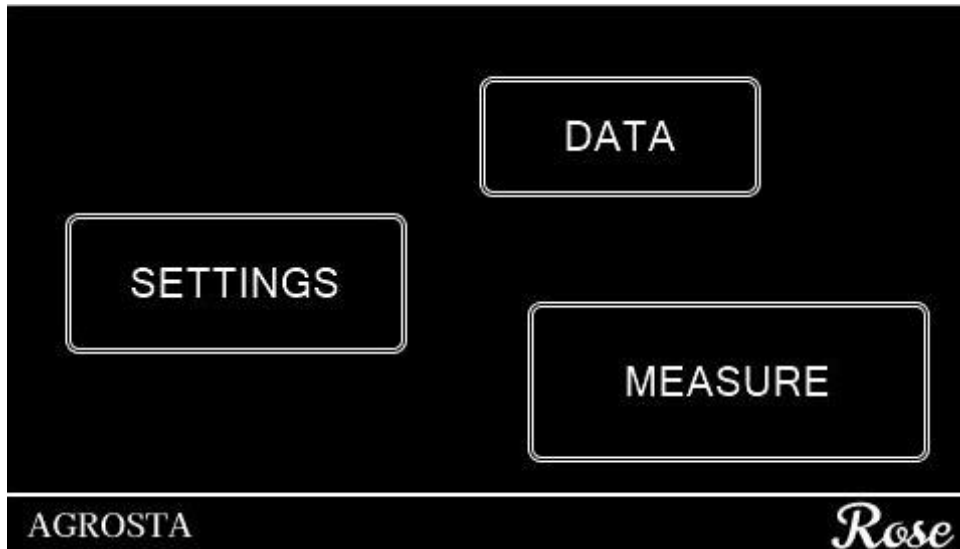 DATA
SETTINGS
MEASURE
AGROSTA
Rose